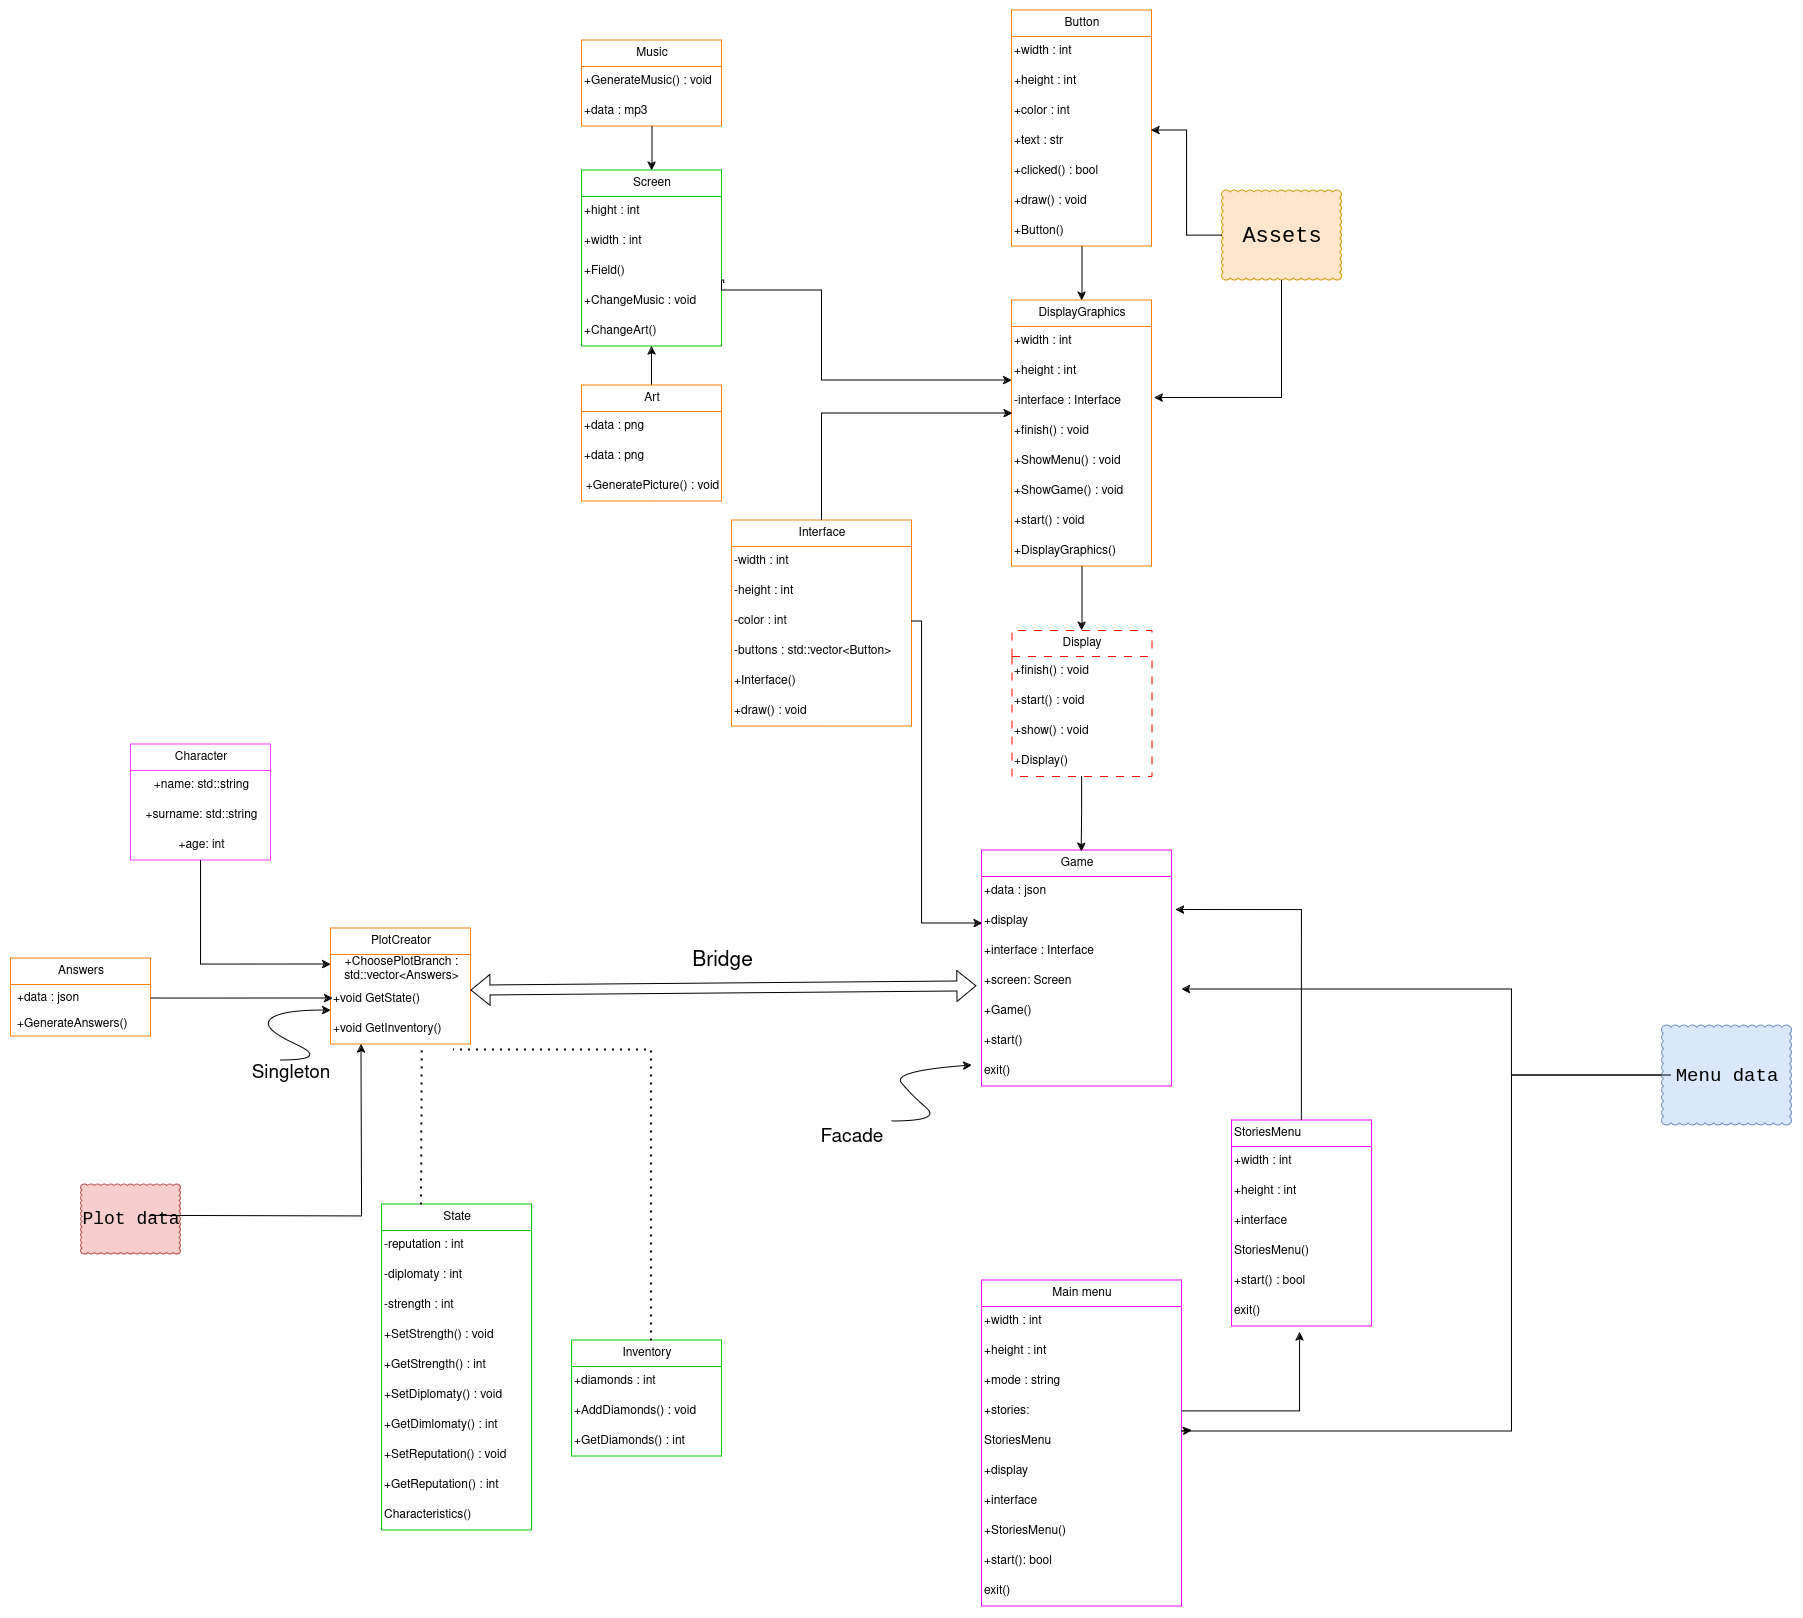 Button
+width : int
+height : int
+color : int
+text : str
+clicked() : bool
+draw() : void
+Button()
Music
+GenerateMusic() : void
+data : mp3
Screen
+hight : int
+width : int
+Field()
+ChangeMusic : void
+ChangeArt()
Assets
DisplayGraphics
+width : int
+height : int
-interface : Interface
+finish() : void
+ShowMenu() : void
+ShowGame() : void
+start() : void
+DisplayGraphics()
Art
+data : png
+data : png
+GeneratePicture() : void
Interface
-width : int
-height : int
-color : int
-buttons : std::vector<Button>
+Interface()
+draw() : void
Display
+finish() : void
+start() : void
+show() : void
+Display()
Character
+name: std::string
+surname: std::string
+age: int
Game
+data : json
+display
+interface : Interface
+screen: Screen
+Game()
+start()
exit()
PlotCreator
+ChoosePlotBranch :
std::vector<Answers>
+void GetState()
+void GetInventory()
Answers
+data : json
+GenerateAnswers()
Bridge
Singleton
Facade
Menu data
StoriesMenu
+width : int
+height : int
+interface
StoriesMenu()
+start() : bool
exit()
Plot data
State
-reputation : int
-diplomaty : int
-strength : int
+SetStrength() : void
+GetStrength() : int
+SetDiplomaty() : void
+GetDimlomaty() : int
+SetReputation() : void
+GetReputation() : int
Characteristics()
Inventory
+diamonds : int
+AddDiamonds() : void
+GetDiamonds() : int
Main menu
+width : int
+height : int
+mode : string
+stories:
StoriesMenu
+display
+interface
+StoriesMenu()
+start(): bool
exit()